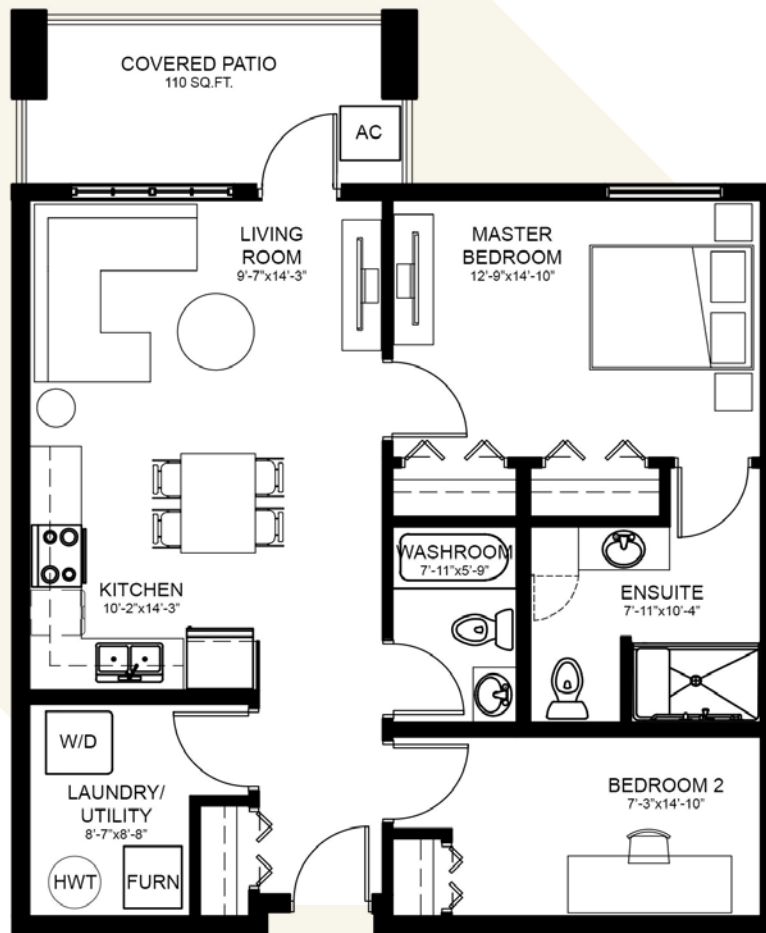 COVERED PATIO
110 SQ.FT.
AC
LIVING
ROOM
9'-7"x14'-3"
MASTER
BEDROOM
12'-9"x14'-10"
WASHROOM
7'-11"x5'-9"
KITCHEN
10'-2"x14'-3"
ENSUITE
7'-11"x10'-4"
W/D
LAUNDRY/
UTILITY
8'-7"x8'-8"
BEDROOM 2
7'-3"x14'-10"
HWT
FURN